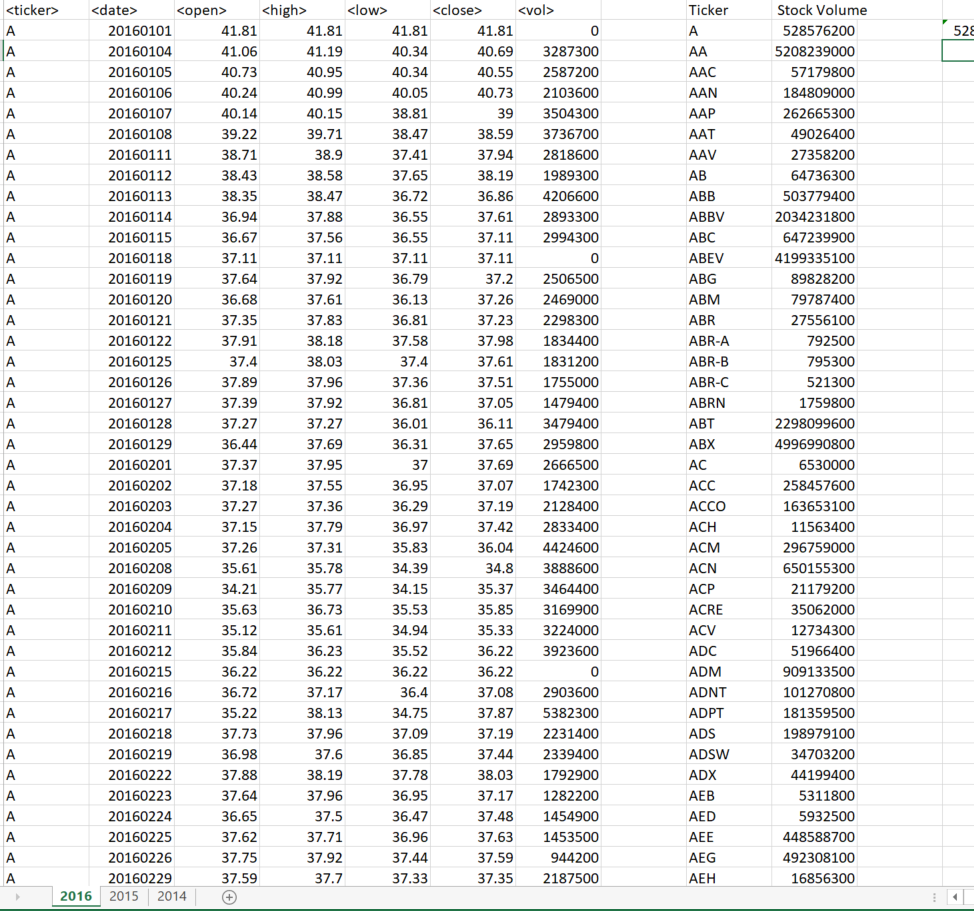 <ticker> <date> <open> <high> <low> <close> <vol> Ticker Stock Volume
A 20160101 41.81 41.81 41.81 41.81 0 A 528576200 528
A 20160104 41.06 41.19 40.34 40.69 3287300 AA 5208239000
A 20160105 40.73 40.95 40.34 40.55 2587200 AAC 57179800
A 20160106 40.24 40.99 40.05 40.73 2103600 AAN 184809000
A 20160107 40.14 40.15 38.81 39 3504300 AAP 262665300
A 20160108 39.22 39.71 38.47 38.59 3736700 AAT 49026400
A 20160111 38.71 38.9 37.41 37.94 2818600 AAV 27358200
A 20160112 38.43 38.58 37.65 38.19 1989300 AB 64736300
A 20160113 38.35 38.47 36.72 36.86 4206600 ABB 503779400
A 20160114 36.94 37.88 36.55 37.61 2893300 ABBV 2034231800
A 20160115 36.67 37.56 36.55 37.11 2994300 ABC 647239900
A 20160118 37.11 37.11 37.11 37.11 0 ABEV 4199335100
A 20160119 37.64 37.92 36.79 37.2 2506500 ABG 89828200
A 20160120 36.68 37.61 36.13 37.26 2469000 ABM 79787400
A 20160121 37.35 37.83 36.81 37.23 2298300 ABR 27556100
A 20160122 37.91 38.18 37.58 37.98 1834400 ABR-A 792500
A 20160125 37.4 38.03 37.4 37.61 1831200 ABR-B 795300
A 20160126 37.89 37.96 37.36 37.51 1755000 ABR-C 521300
A 20160127 37.39 37.92 36.81 37.05 1479400 ABRN 1759800
A 20160128 37.27 37.27 36.01 36.11 3479400 ABT 2298099600
A 20160129 36.44 37.69 36.31 37.65 2959800 ABX 4996990800
A 20160201 37.37 37.95 37 37.69 2666500 AC 6530000
A 20160202 37.18 37.55 36.95 37.07 1742300 ACC 258457600
A 20160203 37.27 37.36 36.29 37.19 2128400 ACCO 163653100
A 20160204 37.15 37.79 36.97 37.42 2833400 ACH 11563400
A 20160205 37.26 37.31 35.83 36.04 4424600 ACM 296759000
A 20160208 35.61 35.78 34.39 34.8 3888600 ACN 650155300
A 20160209 34.21 35.77 34.15 35.37 3464400 ACP 21179200
A 20160210 35.63 36.73 35.53 35.85 3169900 ACRE 35062000
A 20160211 35.12 35.61 34.94 35.33 3224000 ACV 12734300
A 20160212 35.84 36.23 35.52 36.22 3923600 ADC 51966400
A 20160215 36.22 36.22 36.22 36.22 0 ADM 909133500
A 20160216 36.72 37.17 36.4 37.08 2903600 ADNT 101270800
A 20160217 35.22 38.13 34.75 37.87 5382300 ADPT 181359500
A 20160218 37.73 37.96 37.09 37.19 2231400 ADS 198979100
A 20160219 36.98 37.6 36.85 37.44 2339400 ADSW 34703200
A 20160222 37.88 38.19 37.78 38.03 1792900 ADX 44199400
A 20160223 37.64 37.96 36.95 37.17 1282200 AEB 5311800
A 20160224 36.65 37.5 36.47 37.48 1454900 AED 5932500
A 20160225 37.62 37.71 36.96 37.63 1453500 AEE 448588700
A 20160226 37.75 37.92 37.44 37.59 944200 AEG 492308100
A 20160229 37.59 37.7 37.33 37.35 2187500 AEH 16856300
2016 2015 2014